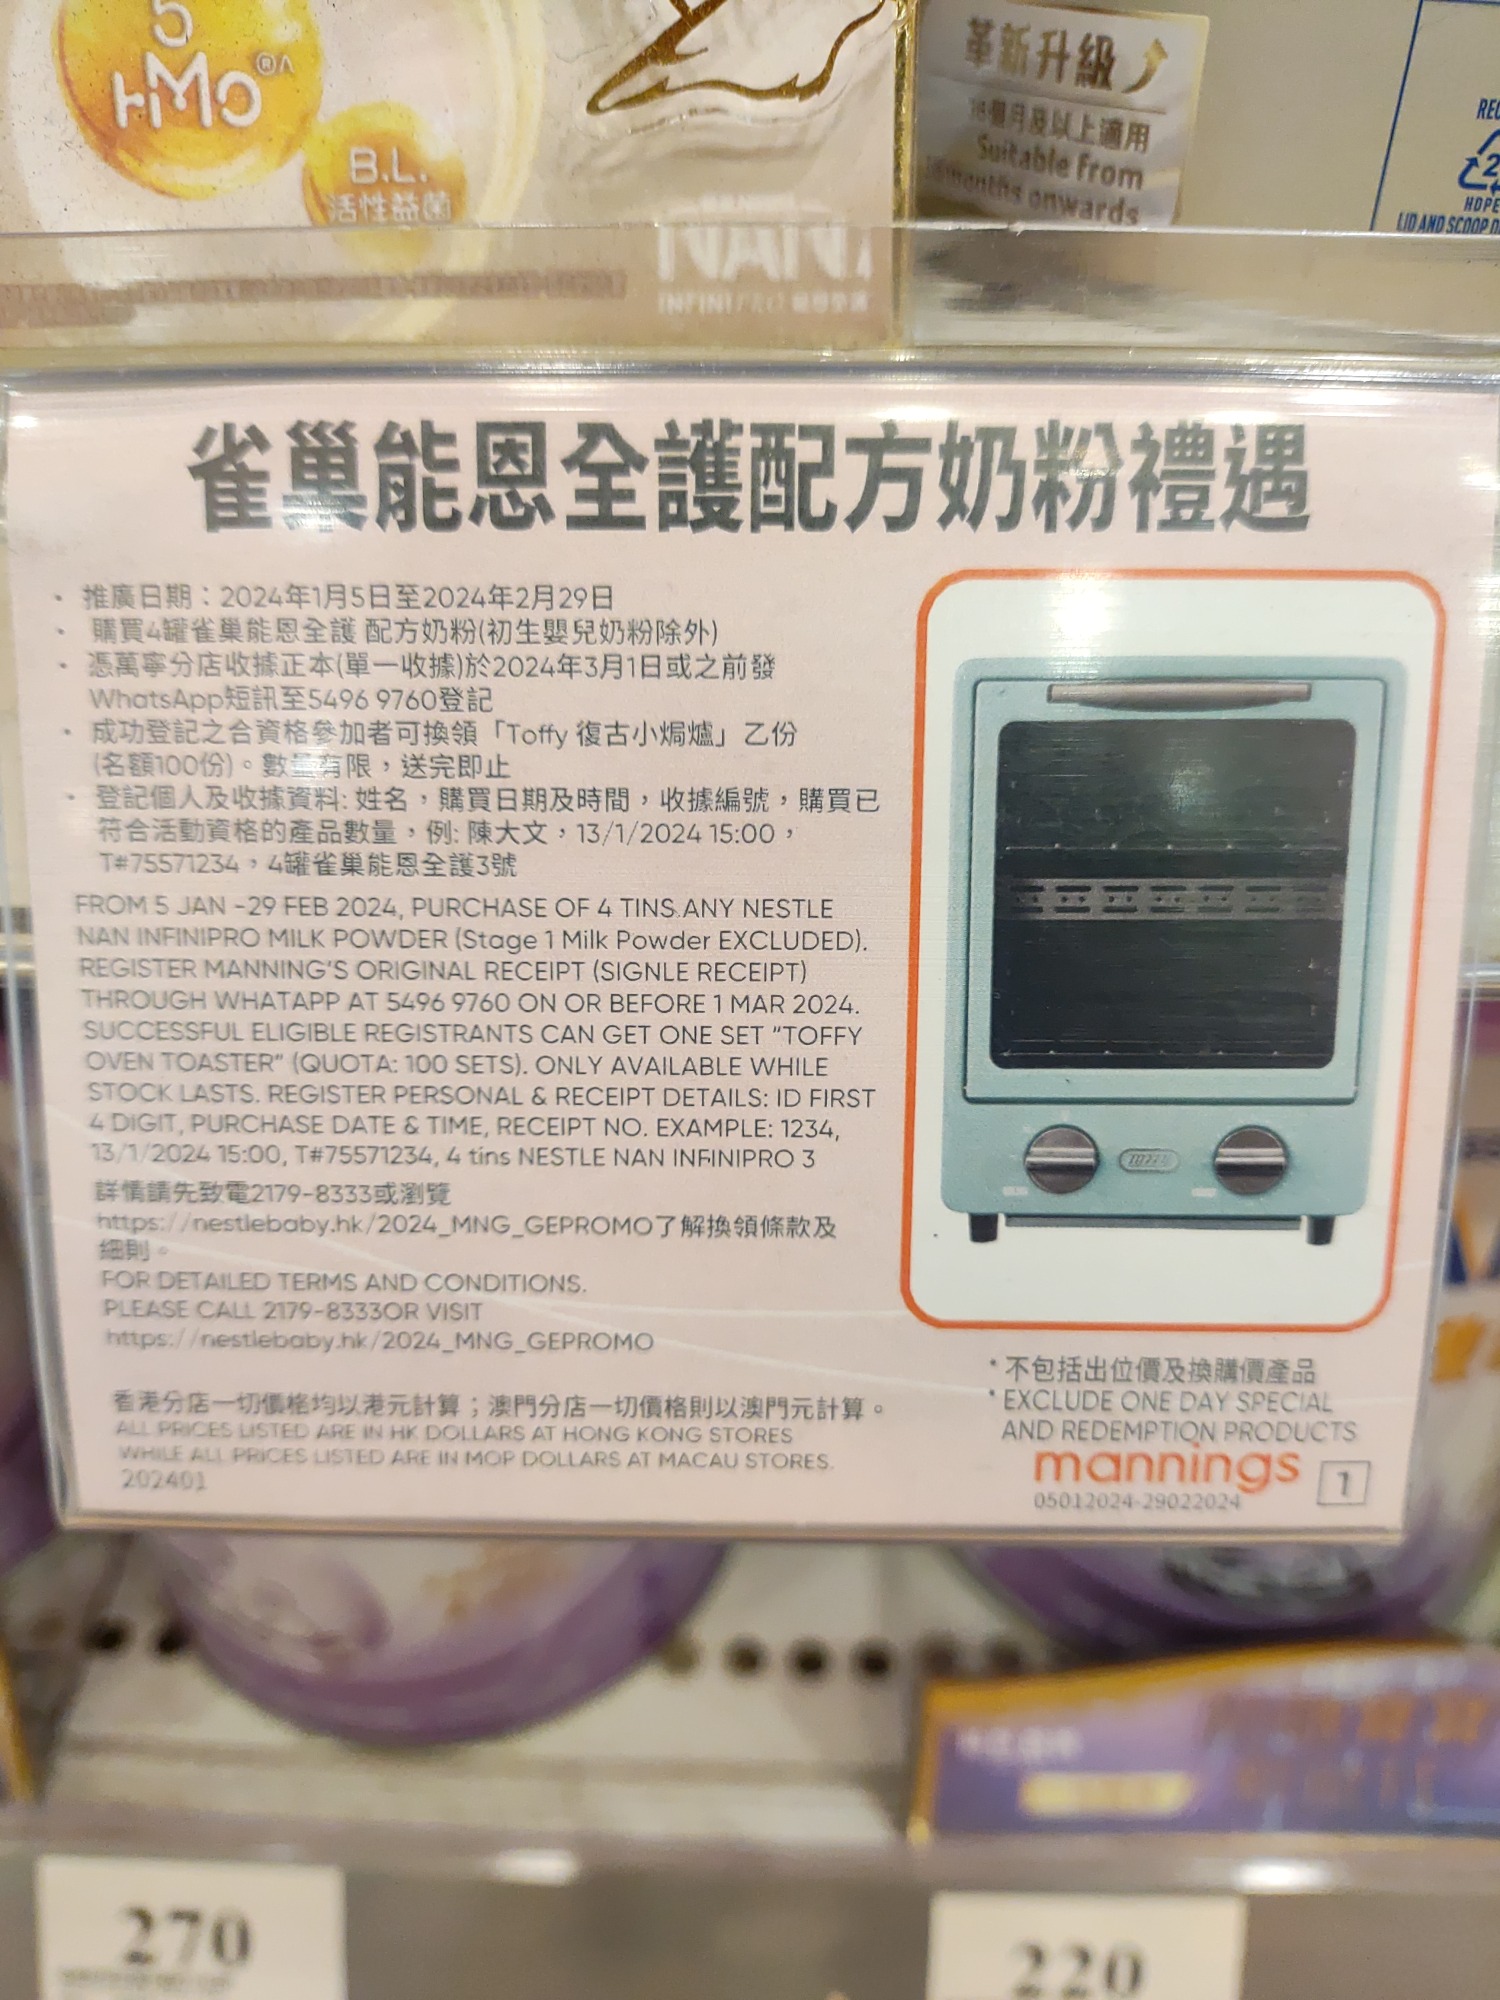 5
HMO®
B.L.
活性益菌
NAN
革新升級
個月及以上適用
Suitable from
months onwards
2
HDPE
LID AND SCOOP
雀巢能恩全護配方奶粉禮遇
· 推廣日期：2024年1月5日至2024年2月29日
· 購買4罐雀巢能恩全護 配方奶粉(初生嬰兒奶粉除外)
· 憑萬寧分店收據正本(單一收據)於2024年3月1日或之前發
WhatsApp短訊至5496 9760登記
· 成功登記之合資格參加者可換領「Toffy 復古小焗爐」乙份
(名額100份)。數量有限，送完即止
· 登記個人及收據資料: 姓名，購買日期及時間，收據編號，購買已
符合活動資格的產品數量，例: 陳大文，13/1/2024 15:00，
T#75571234，4罐雀巢能恩全護3號
FROM 5 JAN -29 FEB 2024, PURCHASE OF 4 TINS ANY NESTLE
NAN INFINIPRO MILK POWDER (Stage 1 Milk Powder EXCLUDED).
REGISTER MANNING'S ORIGINAL RECEIPT (SIGNLE RECEIPT)
THROUGH WHATAPP AT 5496 9760 ON OR BEFORE 1 MAR 2024.
SUCCESSFUL ELIGIBLE REGISTRANTS CAN GET ONE SET "TOFFY
OVEN TOASTER" (QUOTA: 100 SETS). ONLY AVAILABLE WHILE
STOCK LASTS. REGISTER PERSONAL & RECEIPT DETAILS: ID FIRST
4 DIGIT, PURCHASE DATE & TIME, RECEIPT NO. EXAMPLE: 1234,
13/1/2024 15:00, T#75571234, 4 tins NESTLE NAN INFINIPRO 3
詳情請先致電2179-8333或瀏覽
https://nestlebaby.hk/2024_MNG_GEPROMO了解換領條款及
細則。
FOR DETAILED TERMS AND CONDITIONS.
PLEASE CALL 2179-8333OR VISIT
https://nestlebaby.hk/2024_MNG_GEPROMO
香港分店一切價格均以港元計算；澳門分店一切價格則以澳門元計算。
ALL PRICES LISTED ARE IN HK DOLLARS AT HONG KONG STORES
WHILE ALL PRICES LISTED ARE IN MOP DOLLARS AT MACAU STORES.
202401
TOFFY
*不包括出位價及換購價產品
*EXCLUDE ONE DAY SPECIAL
AND REDEMPTION PRODUCTS
mannings
1
05012024-29022024
270
220